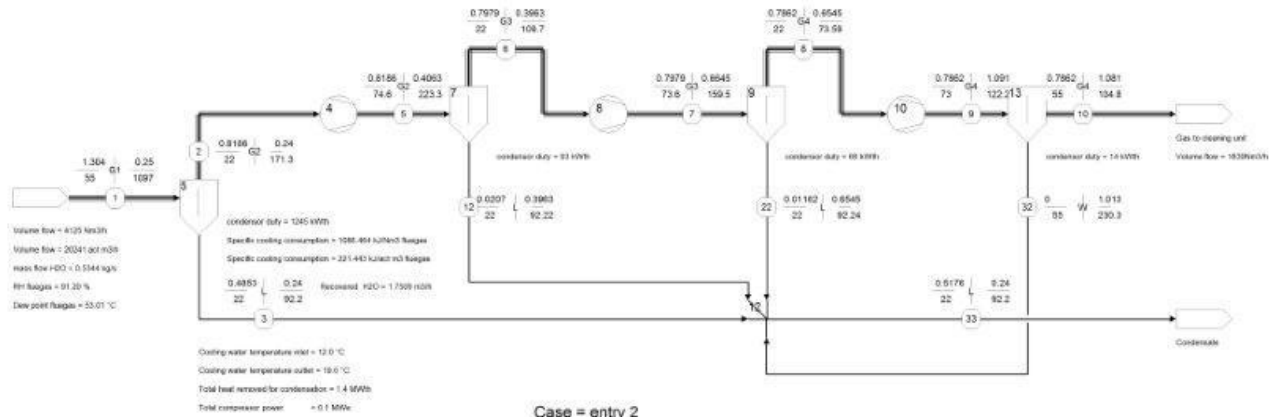 0.7979 G3 0.3963
22 109.7
0.7862 G4 0.6545
22 73.59
6
8
0.8186 G2 0.4063
74.6 223.3
0.7979 G3 0.6645
73.6 159.5
0.7862 G4 1.091
73 122.2
0.7862 G4 1.081
55 134.8
4
5
7
8
7
9
10
9
13
10
Gas to cleaning unit
Volume flow = 1639Nm3/h
1.304 G1 0.25
55 1097
1
2
0.8186 G2 0.24
22 171.3
5
condensor duty = 93 kWth
condensor duty = 68 kWth
condensor duty = 14 kWth
Volume flow = 4125 Nm3/h
Volume flow = 20241 act m3/h
mass flow H2O = 0.5344 kg/s
RH fluegas = 91.20 %
Dew point fluegas = 53.01 °C
condensor duty = 1245 kWth
Specific cooling consumption = 1086.464 kJ/Nm3 fluegas
Specific cooling consumption = 221.443 kJ/act m3 fluegas
Recovered H2O = 1.7509 m3/h
12
0.0207 L 0.3963
22 92.22
22
0.01162 L 0.6545
22 92.24
32
0 W 1.013
55 230.3
0.4853 L 0.24
22 92.2
3
12
0.5176 L 0.24
22 92.2
33
Condensate
Cooling water temperature inlet = 12.0 °C
Cooling water temperature outlet = 19.0 °C
Total heat removed for condensation = 1.4 MWth
Total compressor power = 0.1 MWe
Case = entry 2